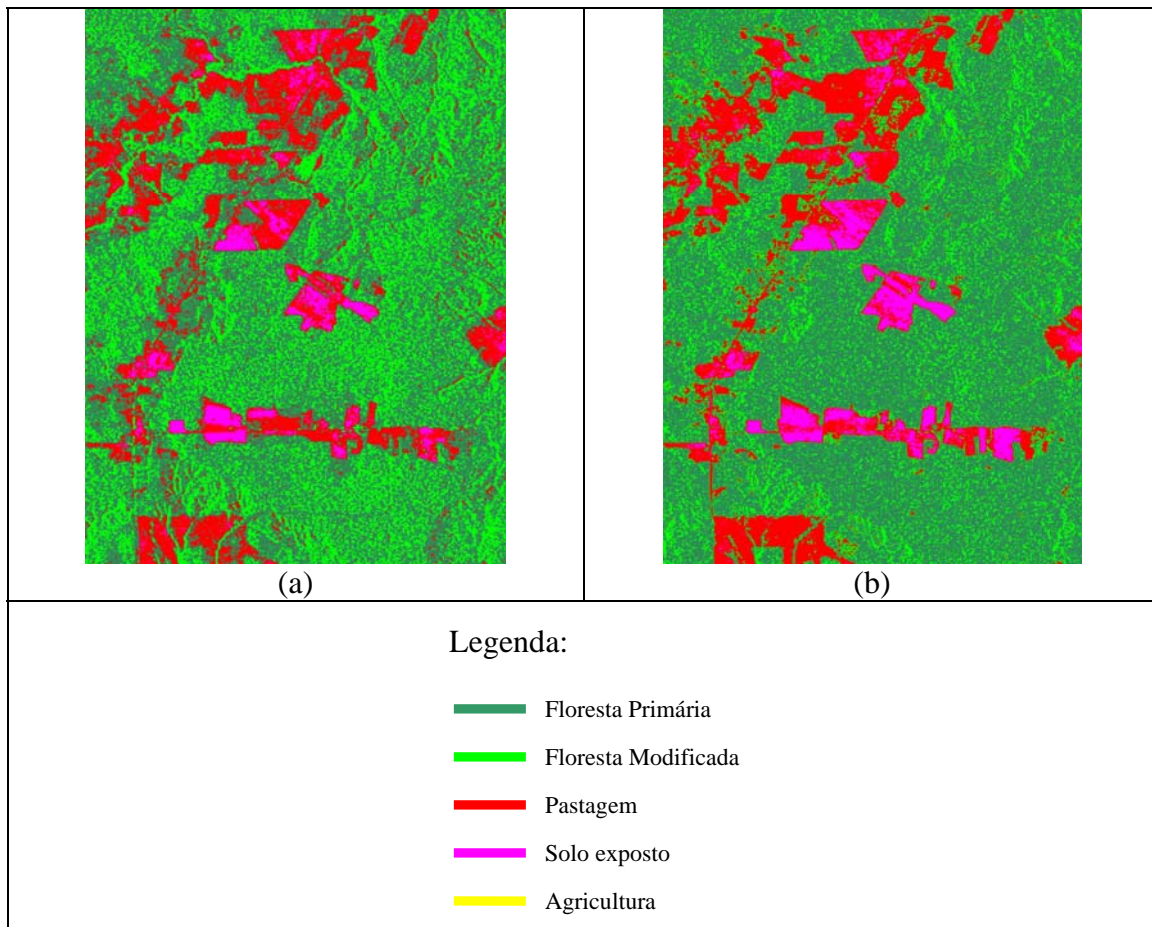 (a)
(b)
Legenda:
Floresta Primária
Floresta Modificada
Pastagem
Solo exposto
Agricultura